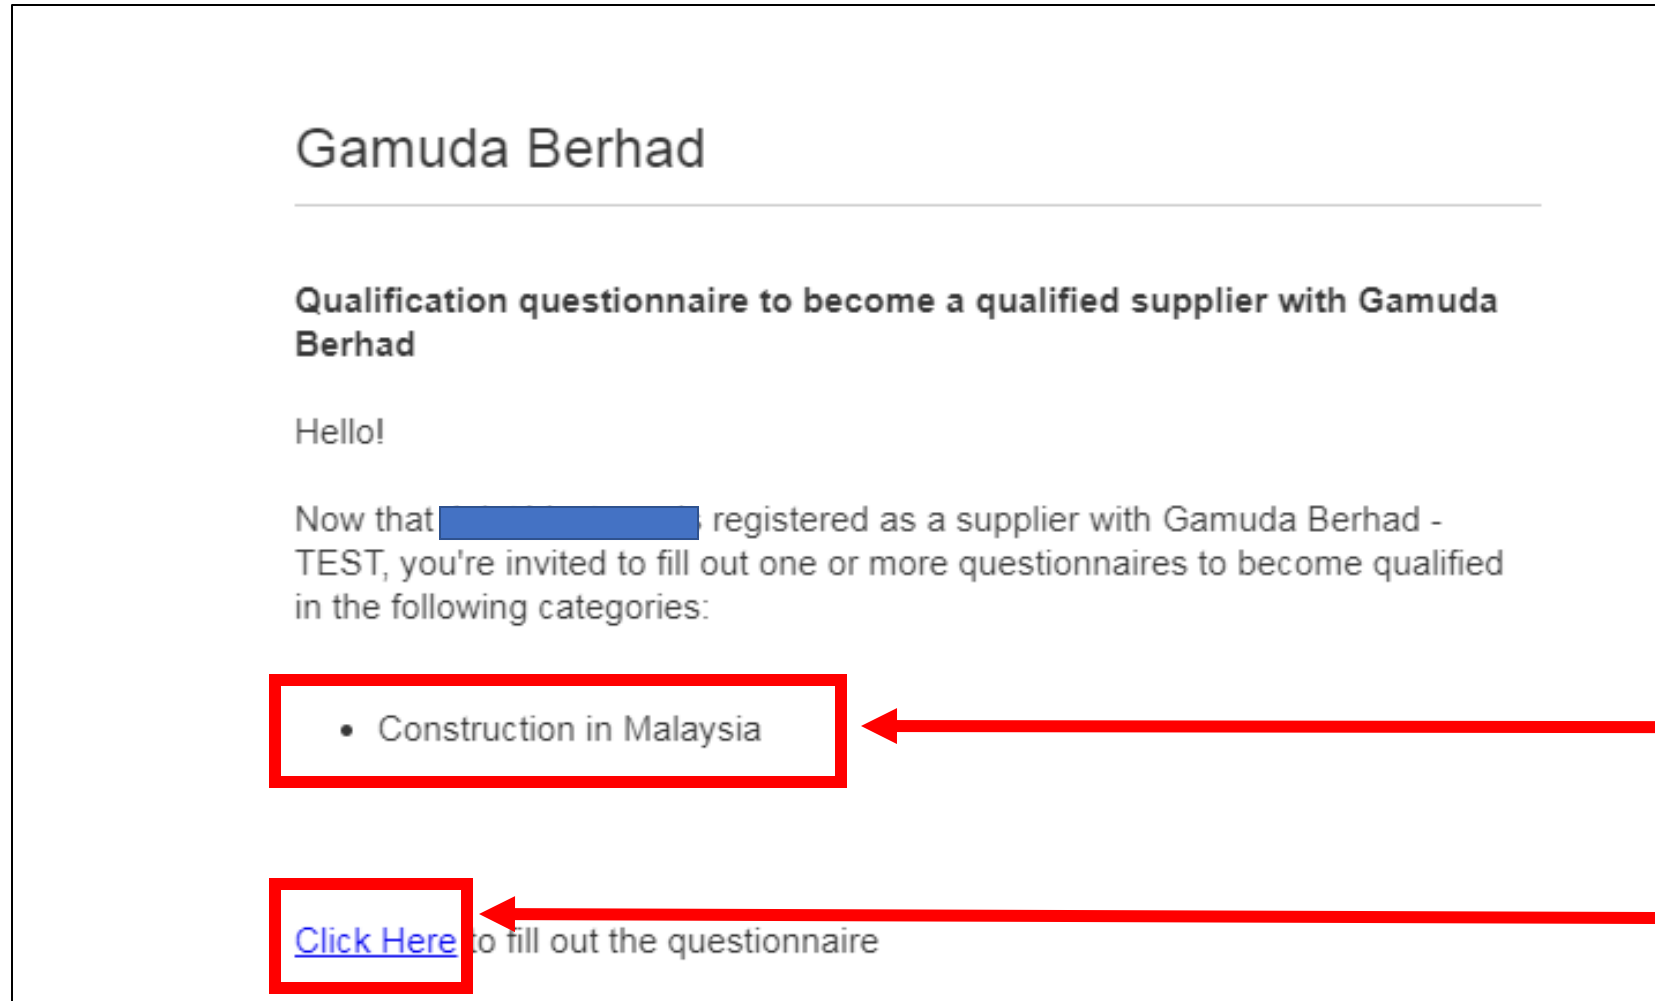 Gamuda Berhad
Qualification questionnaire to become a qualified supplier with Gamuda
Berhad
Hello!
Now that registered as a supplier with Gamuda Berhad -
TEST, you're invited to fill out one or more questionnaires to become qualified
in the following categories:
• Construction in Malaysia
Click Here to fill out the questionnaire